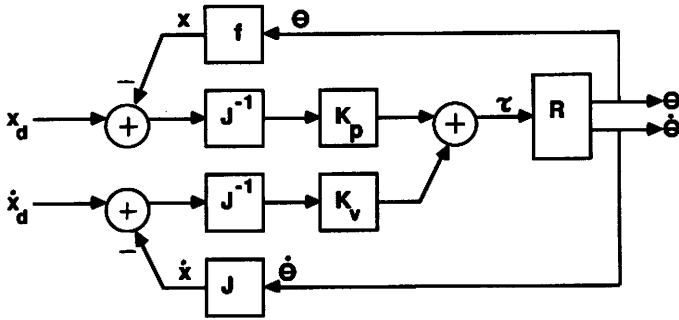 x f Θ
−
x_d + J⁻¹ K_p + τ R Θ
Θ̇
ẋ_d + J⁻¹ K_v
−
ẋ J Θ̇